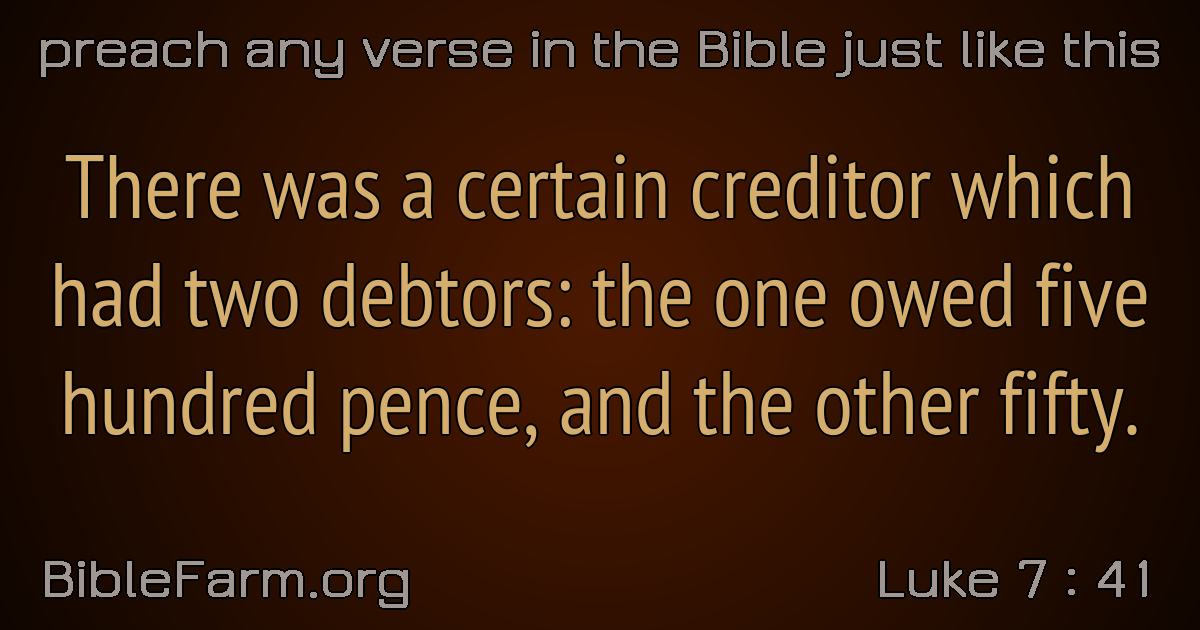 preach any verse in the Bible just like this
There was a certain creditor which
had two debtors: the one owed five
hundred pence, and the other fifty.
BibleFarm.org
Luke 7 : 41